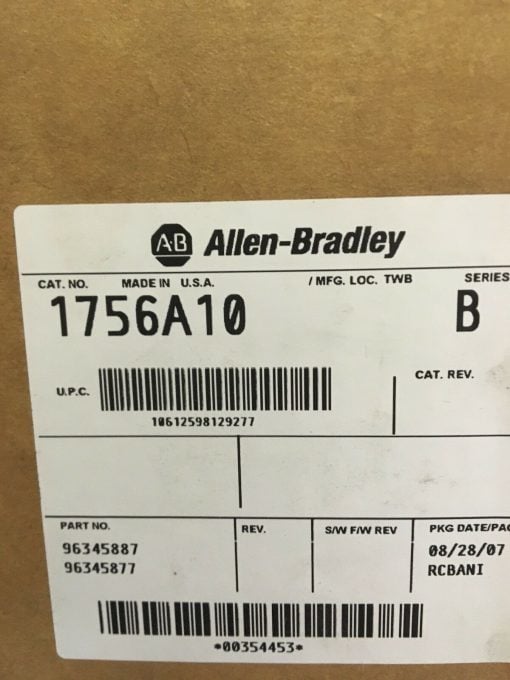 A-B Allen-Bradley
CAT. NO. MADE IN U.S.A. / MFG. LOC. TWB SERIES
1756A10 B
U.P.C. CAT. REV.
10612598129277
PART NO. REV. S/W F/W REV PKG DATE/PAC
96345887 08/28/07
96345877 RCBANI
*00354453*